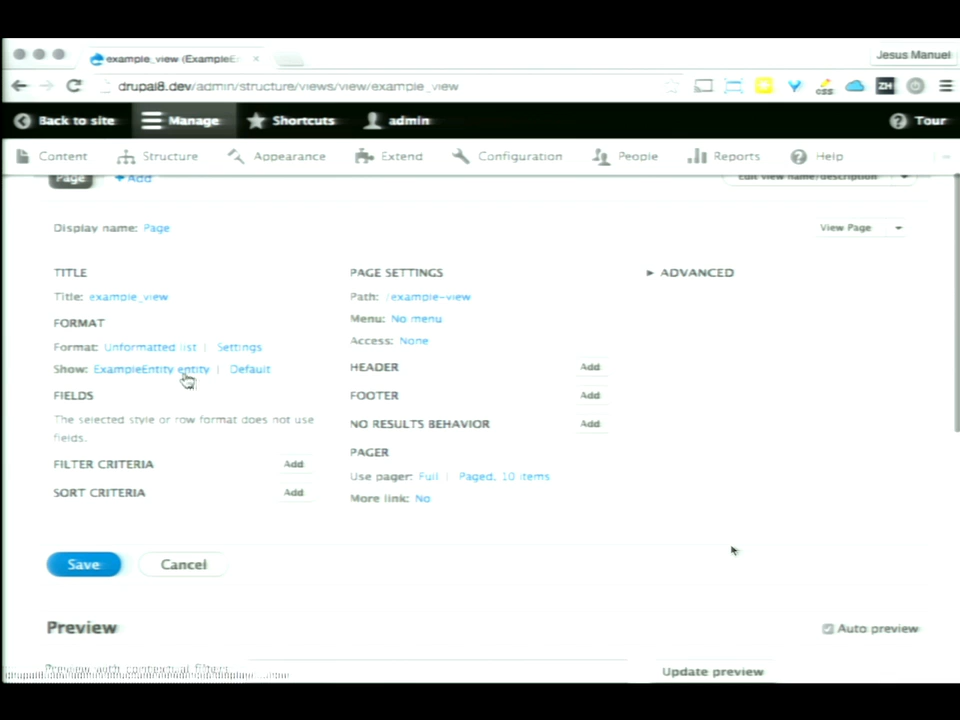 example_view (ExampleE
Jesus Manuel
drupal8.dev/admin/structure/views/view/example_view
css
ZH
Back to site
Manage
Shortcuts
admin
Tour
Content
Structure
Appearance
Extend
Configuration
People
Reports
Help
Page
+ Add
Edit view name/description
Display name: Page
View Page
TITLE
PAGE SETTINGS
ADVANCED
Title: example_view
Path: /example-view
FORMAT
Menu: No menu
Format: Unformatted list | Settings
Access: None
Show: ExampleEntity entity | Default
HEADER Add
FIELDS
FOOTER Add
The selected style or row format does not use
fields.
NO RESULTS BEHAVIOR Add
PAGER
FILTER CRITERIA Add
Use pager: Full | Paged, 10 items
SORT CRITERIA Add
More link: No
Save
Cancel
Preview
Auto preview
Preview with contextual filters
Update preview